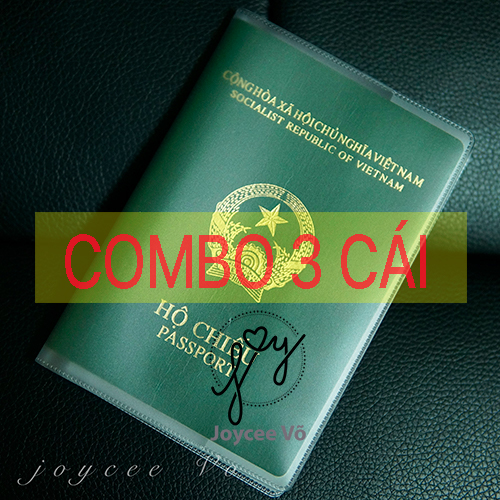 CỘNG HÒA XÃ HỘI CHỦ NGHĨA VIỆT NAM
SOCIALIST REPUBLIC OF VIETNAM
COMBO 3 CÁI
HỘ CHIẾU
PASSPORT
Joy
Joycee Võ
joycee Võ